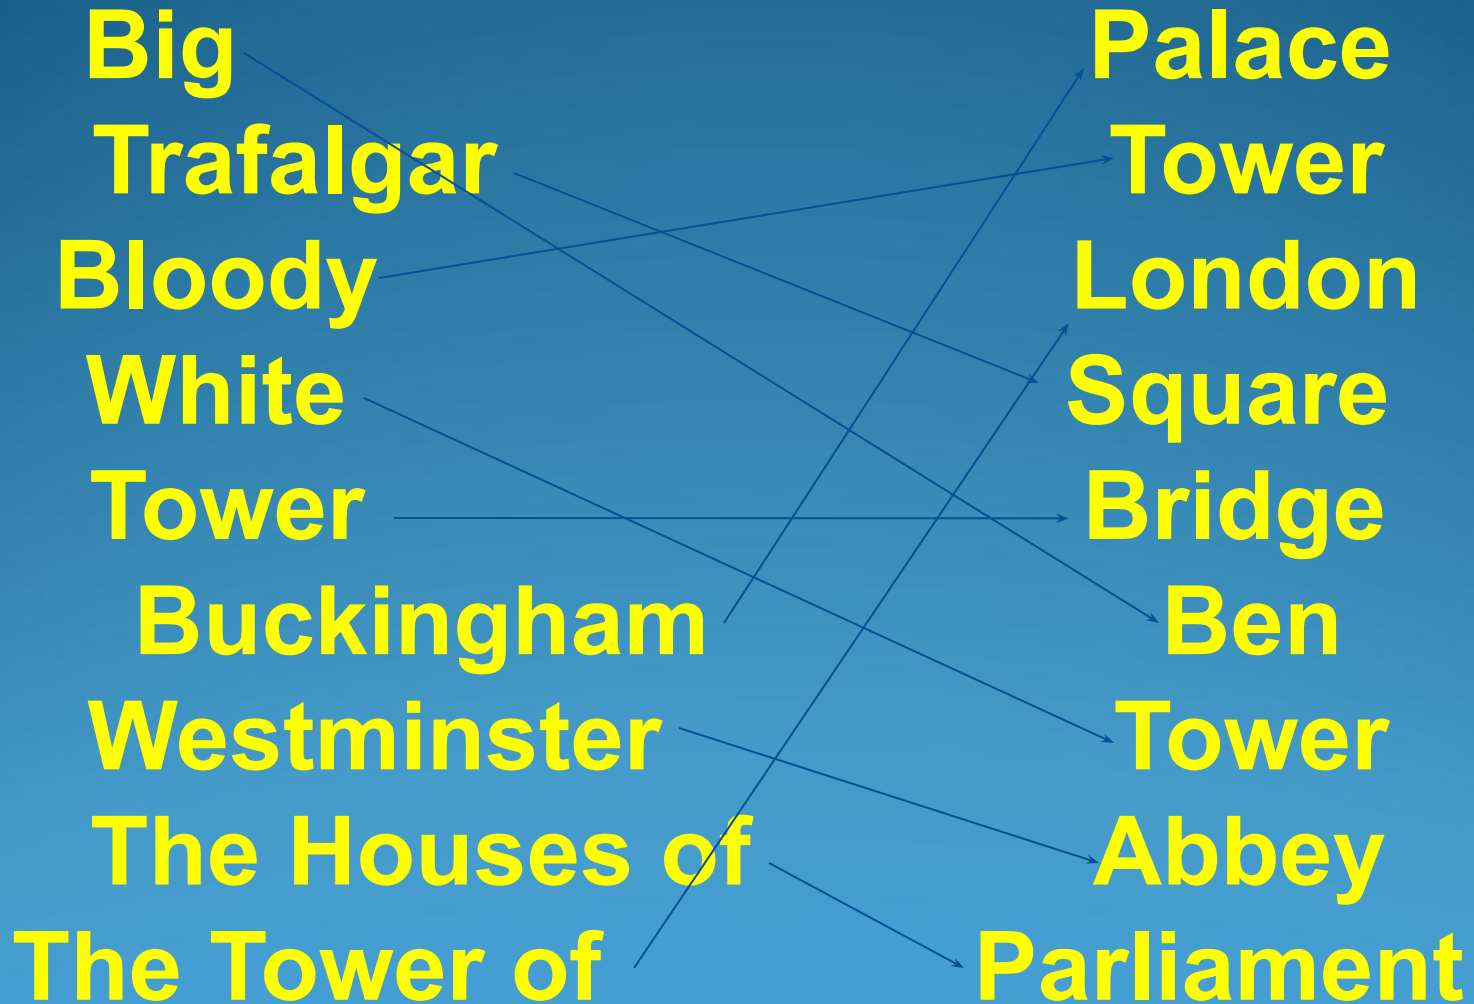 Big Palace
Trafalgar Tower
Bloody London
White Square
Tower Bridge
Buckingham Ben
Westminster Tower
The Houses of Abbey
The Tower of Parliament